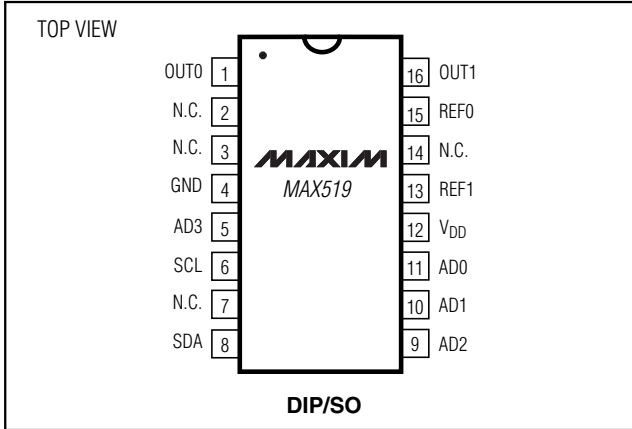 TOP VIEW
OUT0 1
N.C. 2
N.C. 3
GND 4
AD3 5
SCL 6
N.C. 7
SDA 8
MAXIM
MAX519
16 OUT1
15 REF0
14 N.C.
13 REF1
12 VDD
11 AD0
10 AD1
9 AD2
DIP/SO